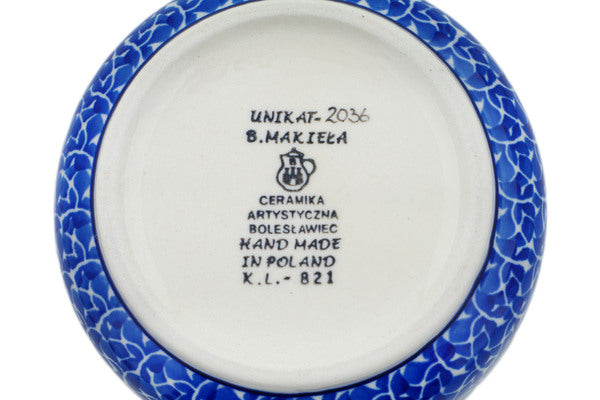 UNIKAT-2036
B.MAKIEŁA
CERAMIKA
ARTYSTYCZNA
BOLESŁAWIEC
HAND MADE
IN POLAND
K.L.- 821